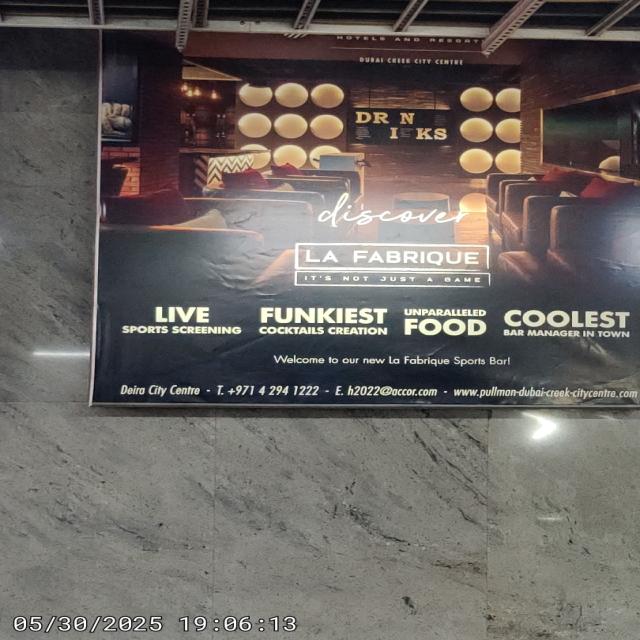 HOTELS AND RESORT
DUBAI CREEK CITY CENTRE
DR N
I KS
discover
LA FABRIQUE
IT'S NOT JUST A GAME
LIVE
SPORTS SCREENING
FUNKIEST
COCKTAILS CREATION
UNPARALLELED
FOOD
COOLEST
BAR MANAGER IN TOWN
Welcome to our new La Fabrique Sports Bar!
Deira City Centre - T. +971 4 294 1222 - E. h2022@accor.com - www.pullman-dubai-creek-citycentre.com
05/30/2025 19:06:13